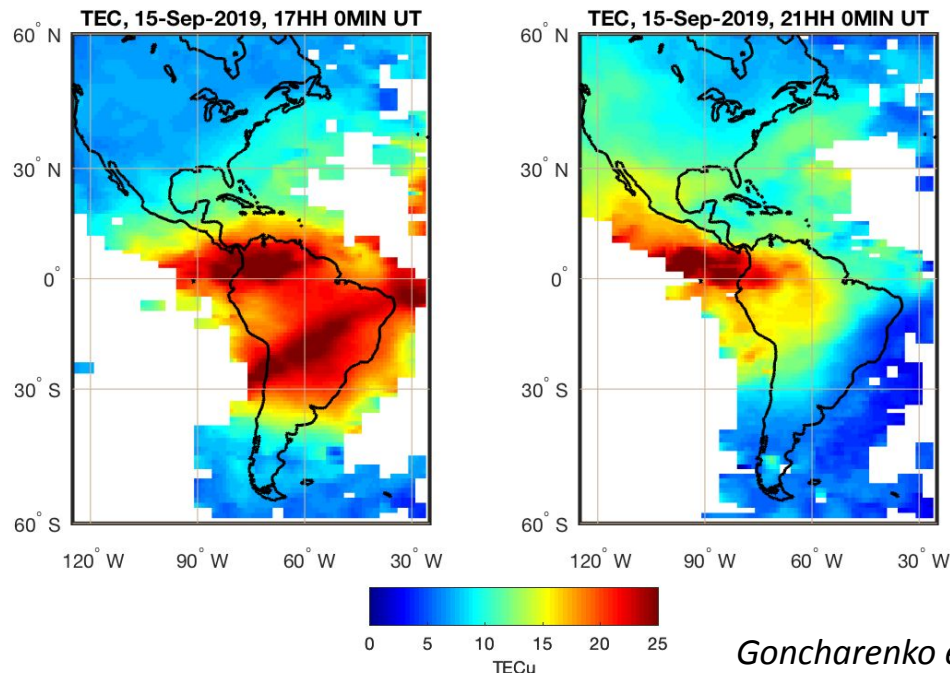 TEC, 15-Sep-2019, 17HH 0MIN UT
60° N
30° N
0°
30° S
60° S
120° W
90° W
60° W
30° W
TEC, 15-Sep-2019, 21HH 0MIN UT
60° N
30° N
0°
30° S
60° S
120° W
90° W
60° W
30° W
0 5 10 15 20 25
TECu
Goncharenko e